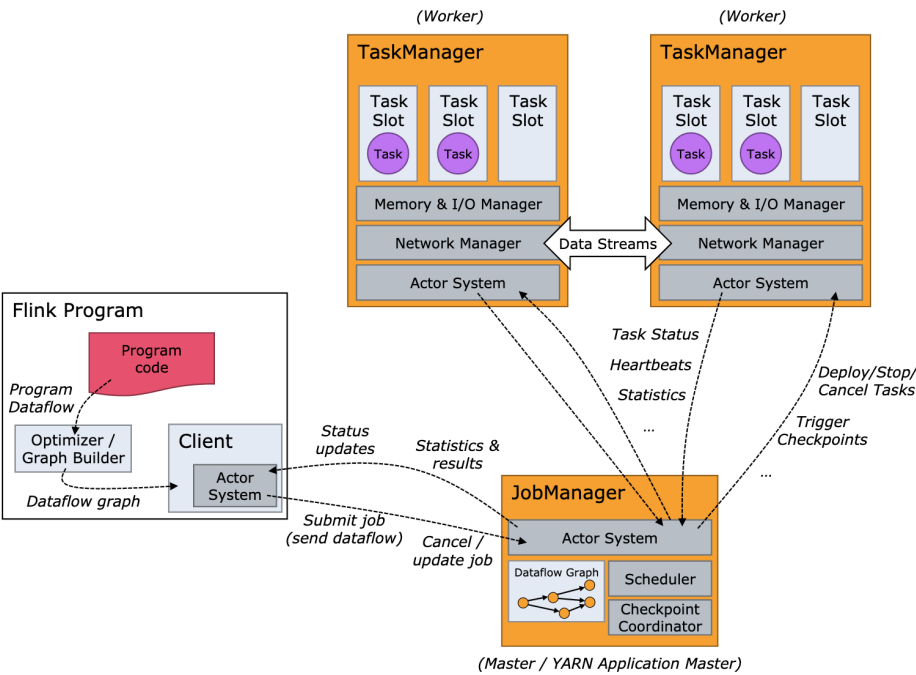 (Worker)
(Worker)
TaskManager
TaskManager
Task
Slot
Task
Task
Slot
Task
Task
Slot
Task
Slot
Task
Task
Slot
Task
Task
Slot
Memory & I/O Manager
Memory & I/O Manager
Network Manager
Data Streams
Network Manager
Actor System
Actor System
Flink Program
Program
code
Program
Dataflow
Optimizer /
Graph Builder
Dataflow graph
Client
Actor
System
Status
updates
Statistics &
results
Submit job
(send dataflow)
Cancel /
update job
Task Status
Heartbeats
Statistics
...
Deploy/Stop/
Cancel Tasks
Trigger
Checkpoints
...
JobManager
Actor System
Dataflow Graph
Scheduler
Checkpoint
Coordinator
(Master / YARN Application Master)